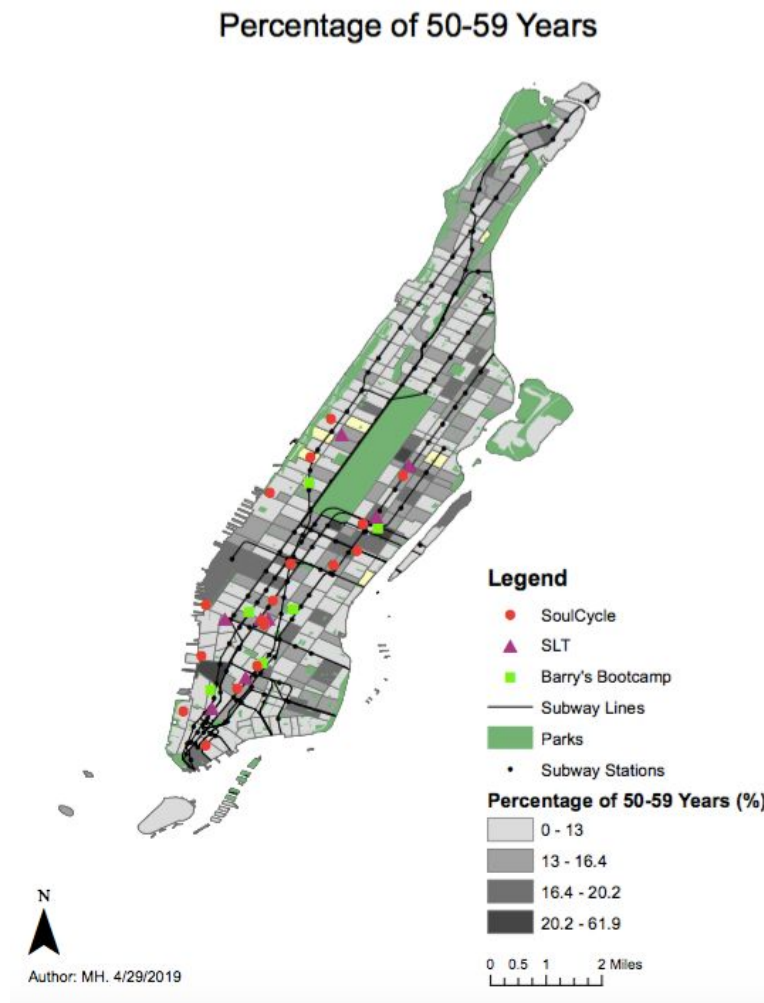 Percentage of 50-59 Years
Legend
SoulCycle
SLT
Barry's Bootcamp
Subway Lines
Parks
Subway Stations
Percentage of 50-59 Years (%)
0 - 13
13 - 16.4
16.4 - 20.2
20.2 - 61.9
N
Author: MH. 4/29/2019
0 0.5 1 2 Miles